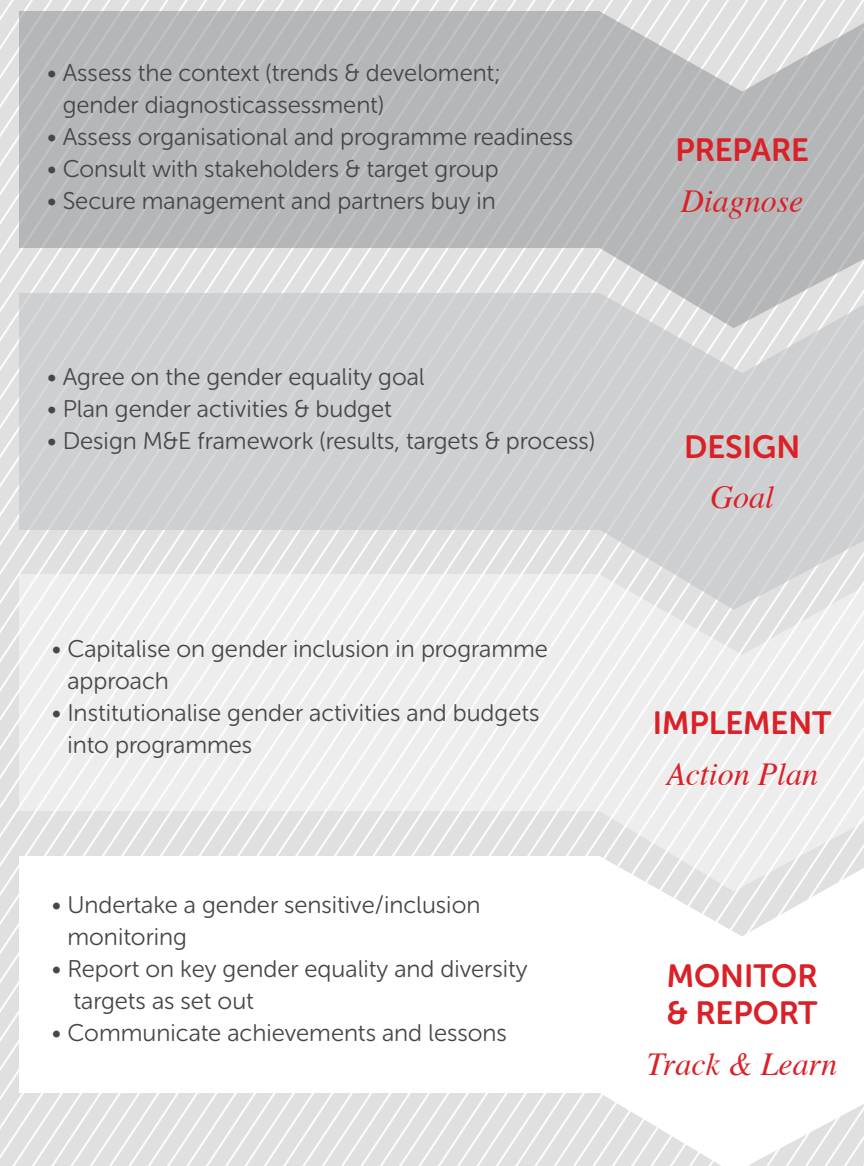 • Assess the context (trends & develoment;
gender diagnosticassessment)
• Assess organisational and programme readiness
• Consult with stakeholders & target group
• Secure management and partners buy in
PREPARE
Diagnose
• Agree on the gender equality goal
• Plan gender activities & budget
• Design M&E framework (results, targets & process)
DESIGN
Goal
• Capitalise on gender inclusion in programme
approach
• Institutionalise gender activities and budgets
into programmes
IMPLEMENT
Action Plan
• Undertake a gender sensitive/inclusion
monitoring
• Report on key gender equality and diversity
targets as set out
• Communicate achievements and lessons
MONITOR
& REPORT
Track & Learn